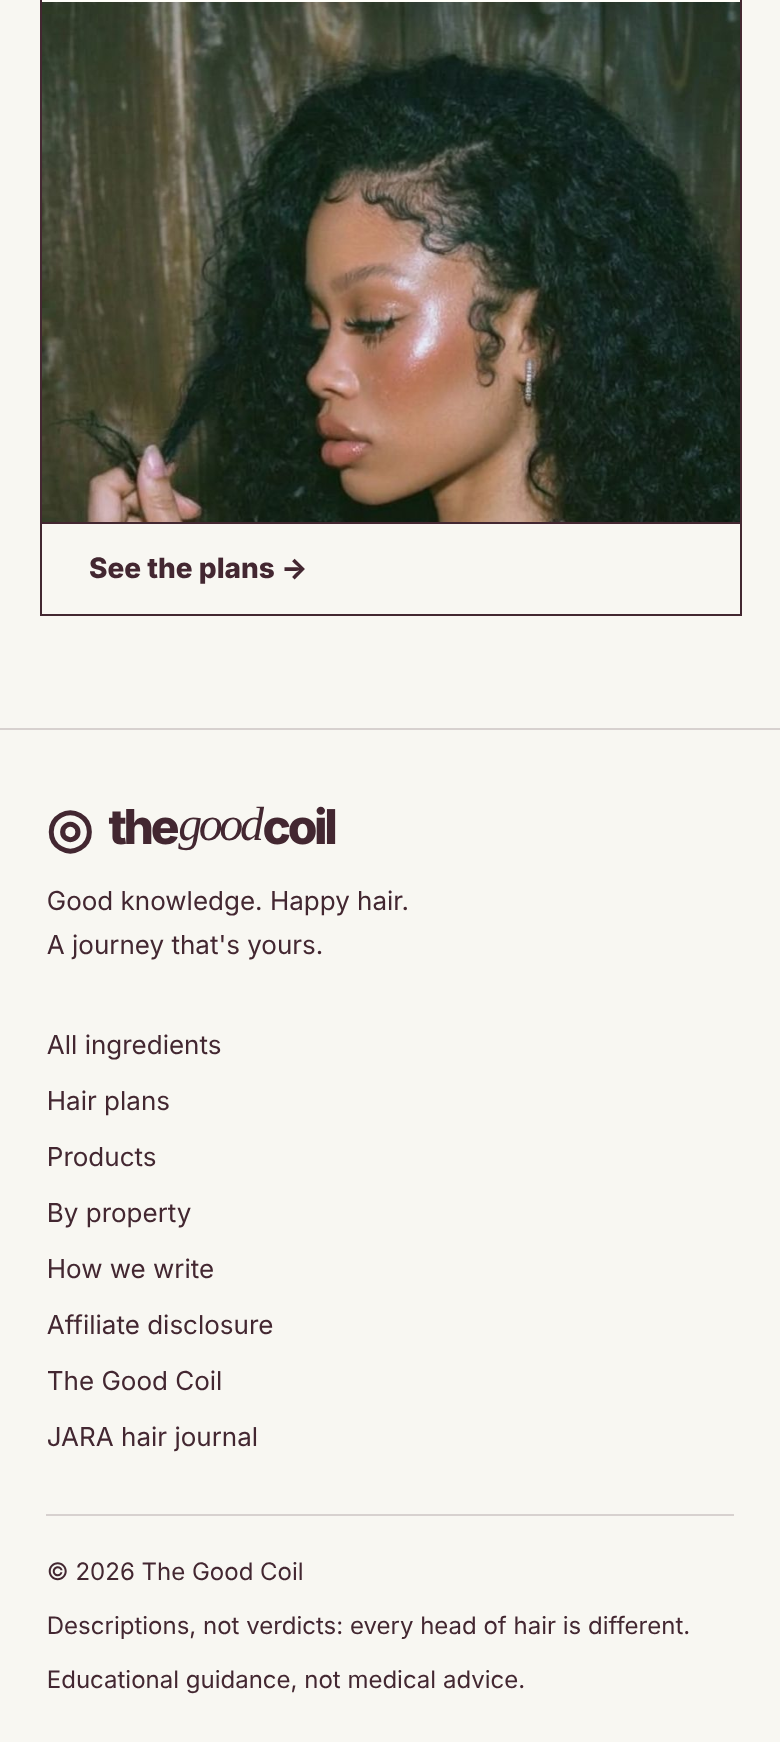 See the plans →
thegoodcoil
Good knowledge. Happy hair.
A journey that's yours.
All ingredients
Hair plans
Products
By property
How we write
Affiliate disclosure
The Good Coil
JARA hair journal
© 2026 The Good Coil
Descriptions, not verdicts: every head of hair is different.
Educational guidance, not medical advice.